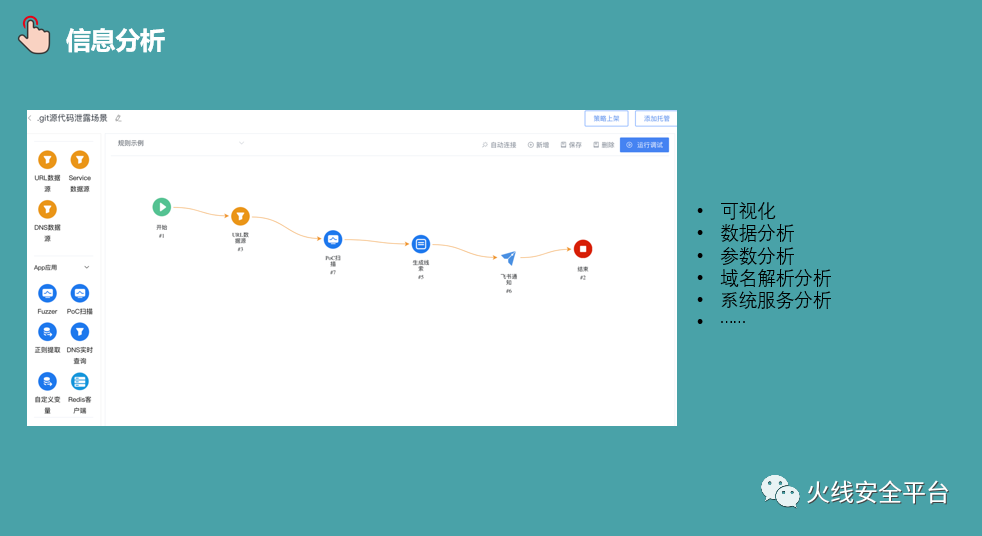 信息分析
.git源代码泄露场景
策略上架
添加托管
规则示例
自动连接
新增
保存
删除
运行调试
URL数据
源
Service
数据源
DNS数据
源
App应用
Fuzzer
PoC扫描
正则提取
DNS实时
查询
自定义变
量
Redis客
户端
开始
#1
URL数
据源
#3
PoC扫
描
#7
生成线
索
#5
飞书通
知
#6
结束
#2
• 可视化
• 数据分析
• 参数分析
• 域名解析分析
• 系统服务分析
• ……
火线安全平台